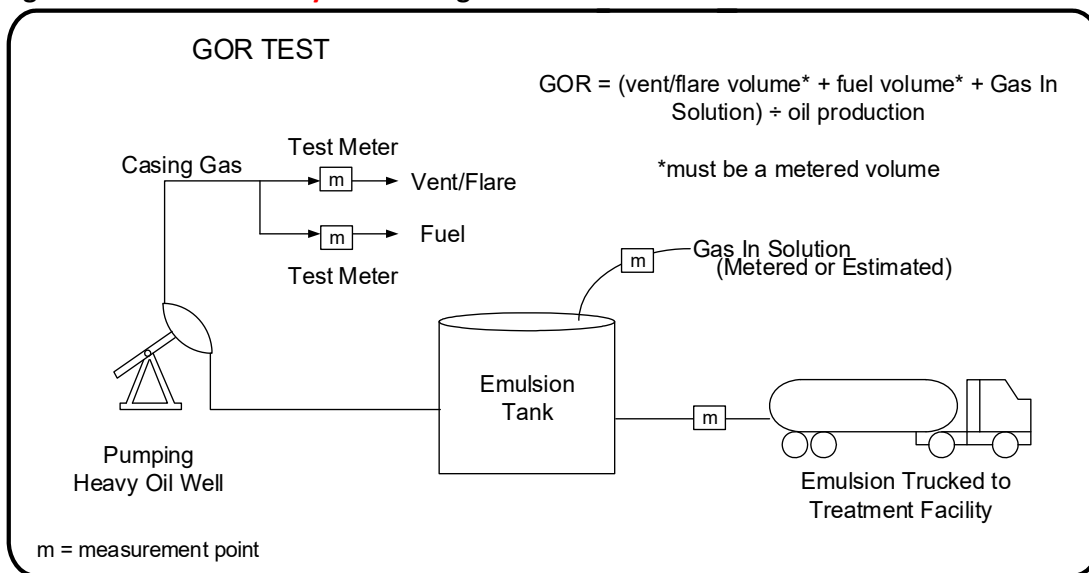 GOR TEST
GOR = (vent/flare volume* + fuel volume* + Gas In
Solution) ÷ oil production
*must be a metered volume
Test Meter
Casing Gas
m
Vent/Flare
m
Fuel
Test Meter
m
Gas In Solution
(Metered or Estimated)
Emulsion
Tank
m
Pumping
Heavy Oil Well
Emulsion Trucked to
Treatment Facility
m = measurement point